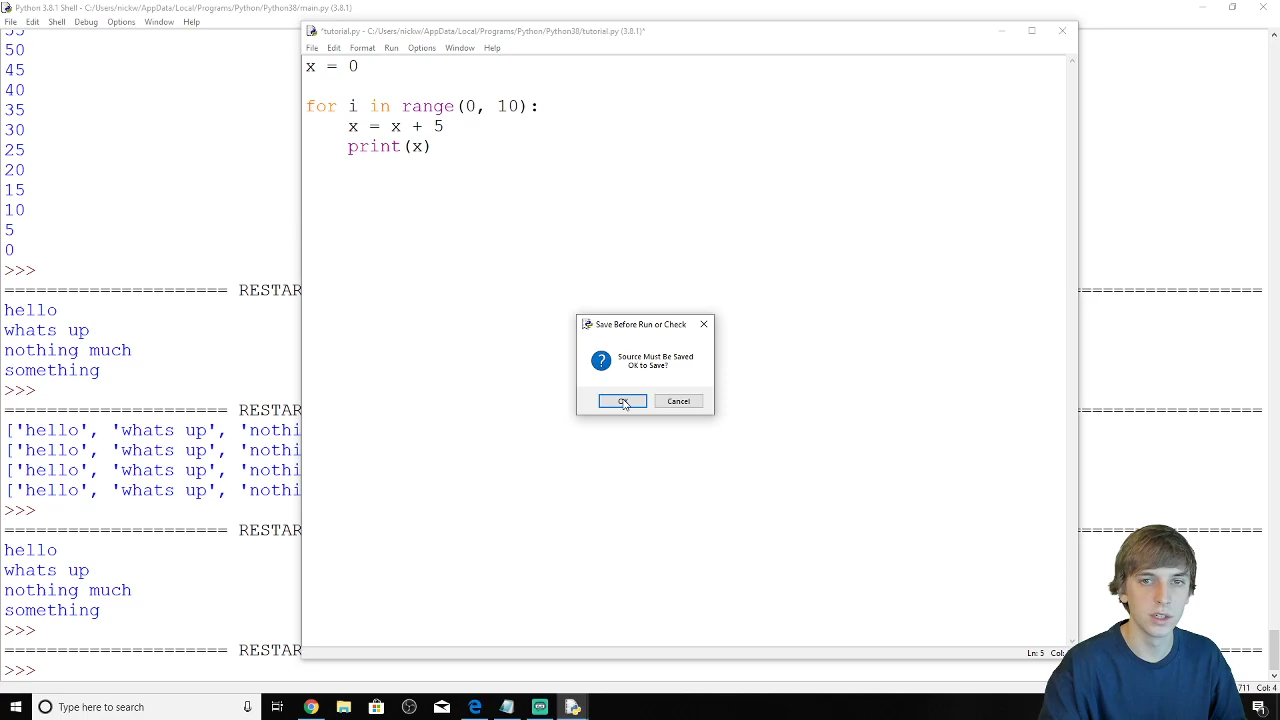 Python 3.8.1 Shell - C:/Users/nickw/AppData/Local/Programs/Python/Python38/main.py (3.8.1)
File Edit Shell Debug Options Window Help
55
50
45
40
35
30
25
20
15
10
5
0
>>>
==================== RESTAR
hello
whats up
nothing much
something
>>>
==================== RESTAR
['hello', 'whats up', 'nothi
['hello', 'whats up', 'nothi
['hello', 'whats up', 'nothi
['hello', 'whats up', 'nothi
>>>
==================== RESTAR
hello
whats up
nothing much
something
>>>
==================== RESTAR
>>>
*tutorial.py - C:/Users/nickw/AppData/Local/Programs/Python/Python38/tutorial.py (3.8.1)*
File Edit Format Run Options Window Help
x = 0
for i in range(0, 10):
    x = x + 5
    print(x)
Ln: 5 Col:
Save Before Run or Check
Source Must Be Saved
OK to Save?
OK Cancel
711 Col: 4
Type here to search